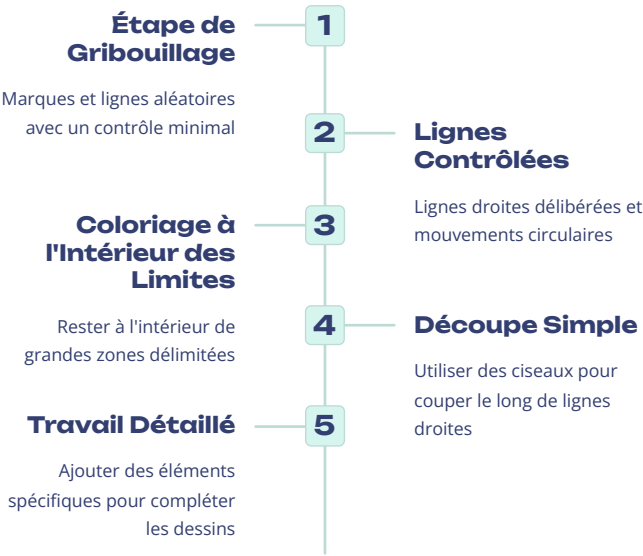 1
Étape de
Gribouillage
Marques et lignes aléatoires
avec un contrôle minimal
2
Lignes
Contrôlées
Lignes droites délibérées et
mouvements circulaires
3
Coloriage à
l'Intérieur des
Limites
Rester à l'intérieur de
grandes zones délimitées
4
Découpe Simple
Utiliser des ciseaux pour
couper le long de lignes
droites
5
Travail Détaillé
Ajouter des éléments
spécifiques pour compléter
les dessins